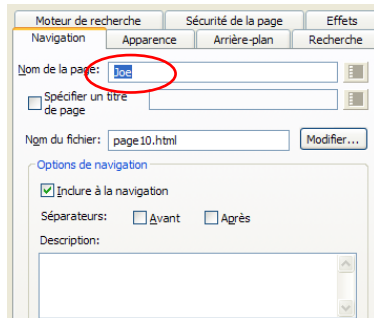 Moteur de recherche Sécurité de la page Effets
Navigation Apparence Arrière-plan Recherche
Nom de la page: Joe
Spécifier un titre
de page
Nom du fichier: page10.html Modifier...
Options de navigation
Inclure à la navigation
Séparateurs: Avant Après
Description: